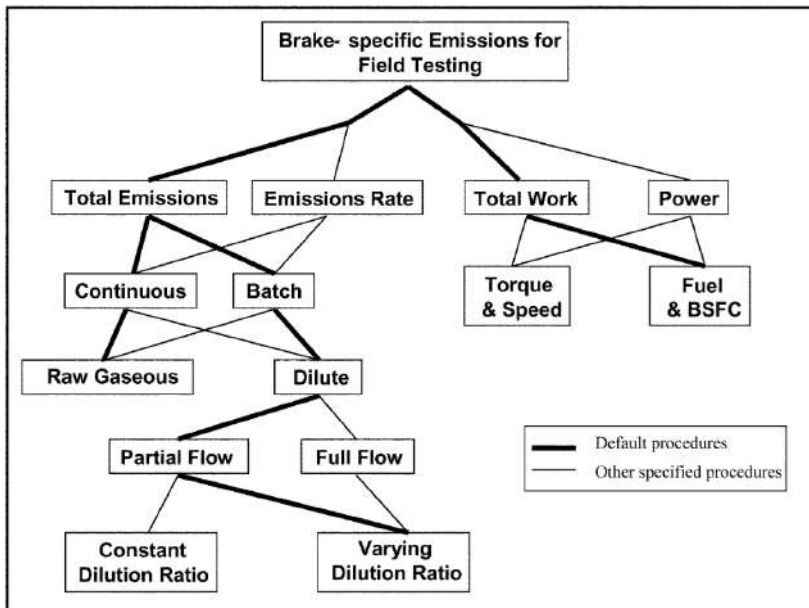 Brake- specific Emissions for
Field Testing
Total Emissions
Emissions Rate
Total Work
Power
Continuous
Batch
Torque
& Speed
Fuel
& BSFC
Raw Gaseous
Dilute
Partial Flow
Full Flow
Default procedures
Other specified procedures
Constant
Dilution Ratio
Varying
Dilution Ratio